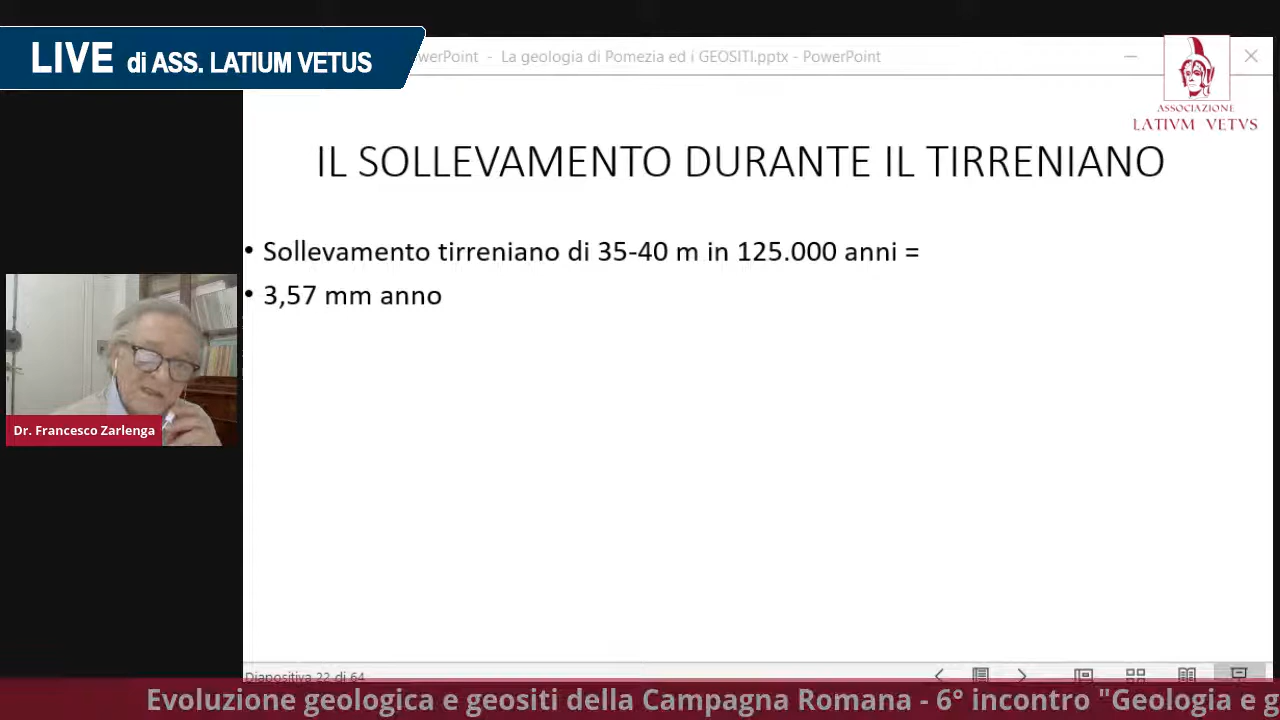 LIVE di ASS. LATIUM VETUS
werPoint - La geologia di Pomezia ed i GEOSITI.pptx - PowerPoint
ASSOCIAZIONE
LATIVM VETVS
IL SOLLEVAMENTO DURANTE IL TIRRENIANO
• Sollevamento tirreniano di 35-40 m in 125.000 anni =
• 3,57 mm anno
Dr. Francesco Zarlenga
Diapositiva 22 di 64
Evoluzione geologica e geositi della Campagna Romana - 6° incontro "Geologia e g